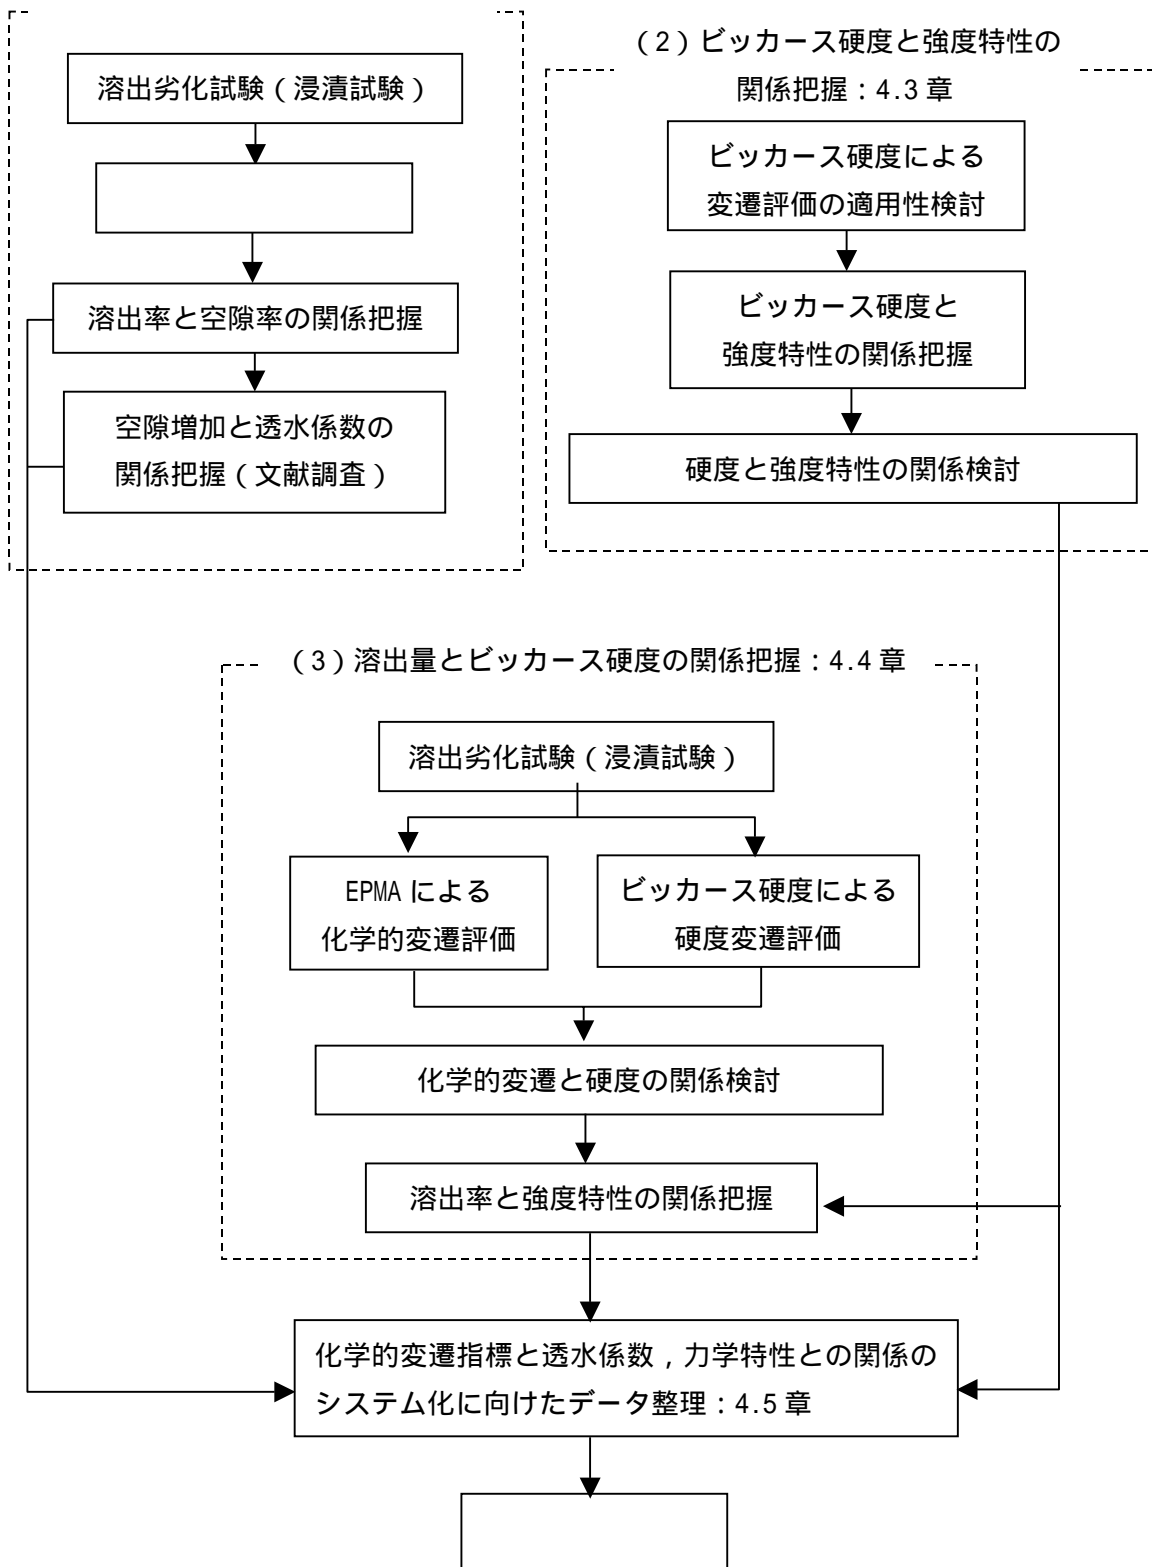 溶出劣化試験(浸漬試験)
溶出率と空隙率の関係把握
空隙増加と透水係数の
関係把握(文献調査)
(2)ビッカース硬度と強度特性の
関係把握:4.3章
ビッカース硬度による
変遷評価の適用性検討
ビッカース硬度と
強度特性の関係把握
硬度と強度特性の関係検討
(3)溶出量とビッカース硬度の関係把握:4.4章
溶出劣化試験(浸漬試験)
EPMAによる
化学的変遷評価
ビッカース硬度による
硬度変遷評価
化学的変遷と硬度の関係検討
溶出率と強度特性の関係把握
化学的変遷指標と透水係数,力学特性との関係の
システム化に向けたデータ整理:4.5章